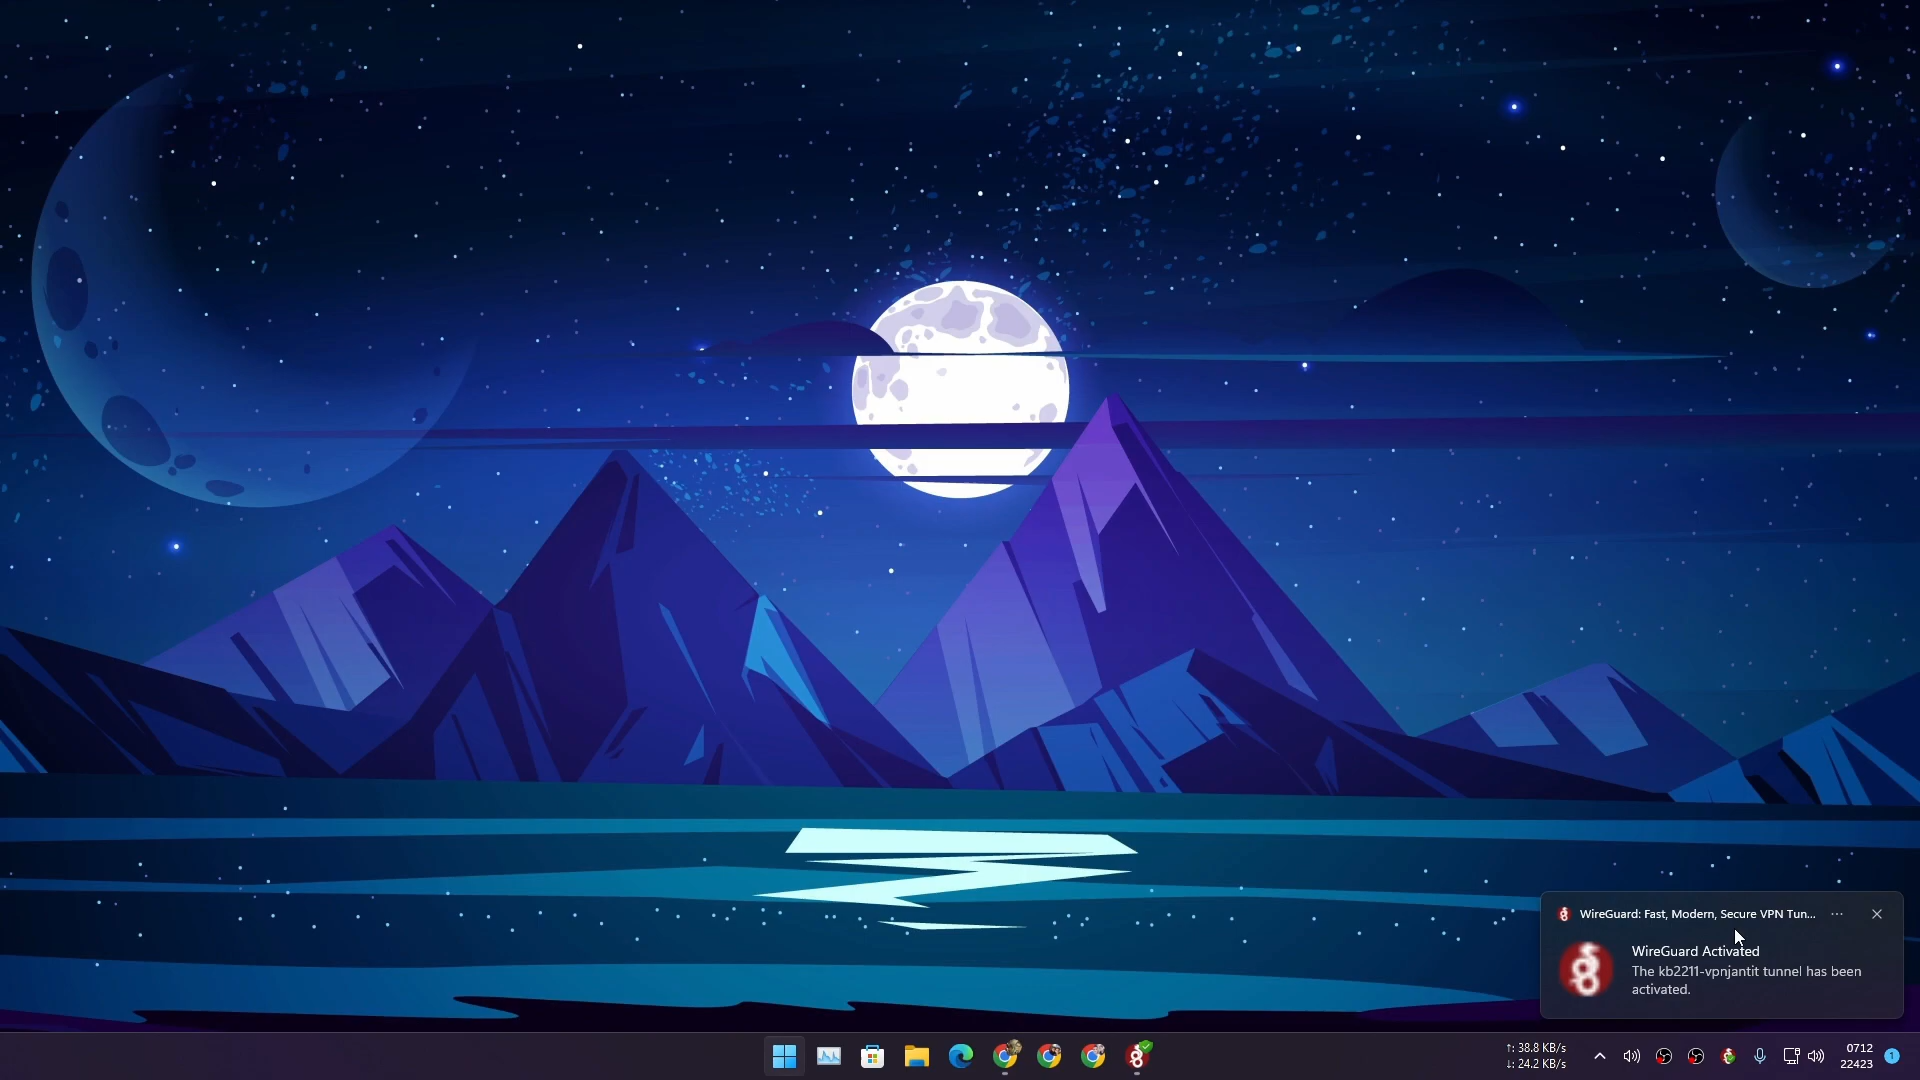 WireGuard: Fast, Modern, Secure VPN Tun...
WireGuard Activated
The kb2211-vpnjantit tunnel has been
activated.
↑: 38.8 KB/s
↓: 24.2 KB/s
0712
22423
1